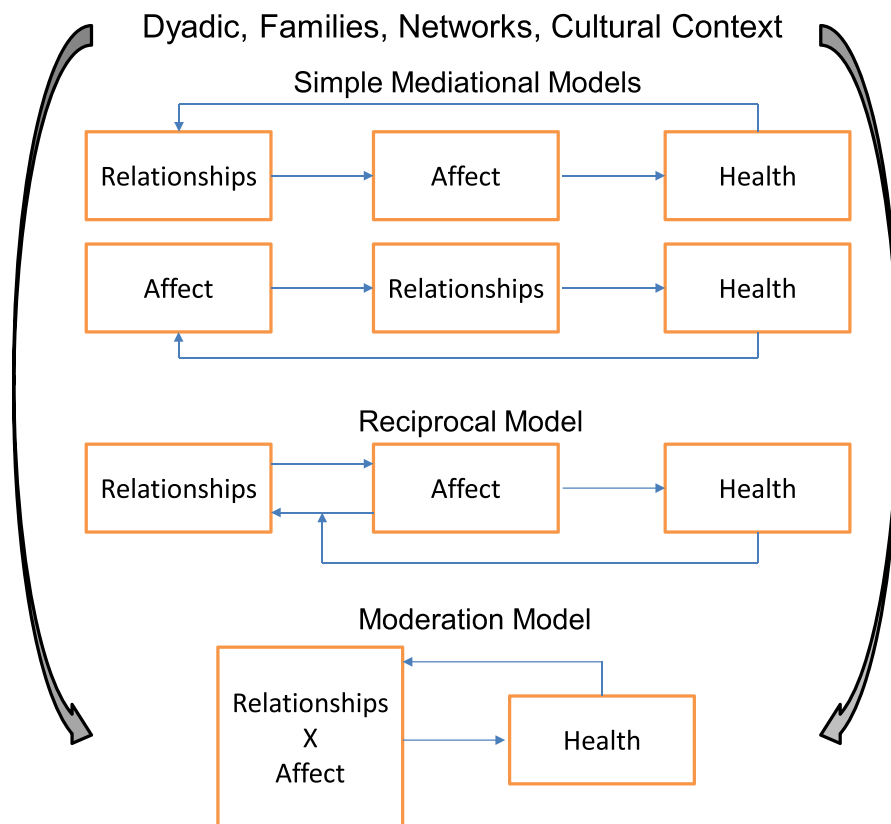 Dyadic, Families, Networks, Cultural Context
Simple Mediational Models
Relationships
Affect
Health
Affect
Relationships
Health
Reciprocal Model
Relationships
Affect
Health
Moderation Model
Relationships
X
Affect
Health